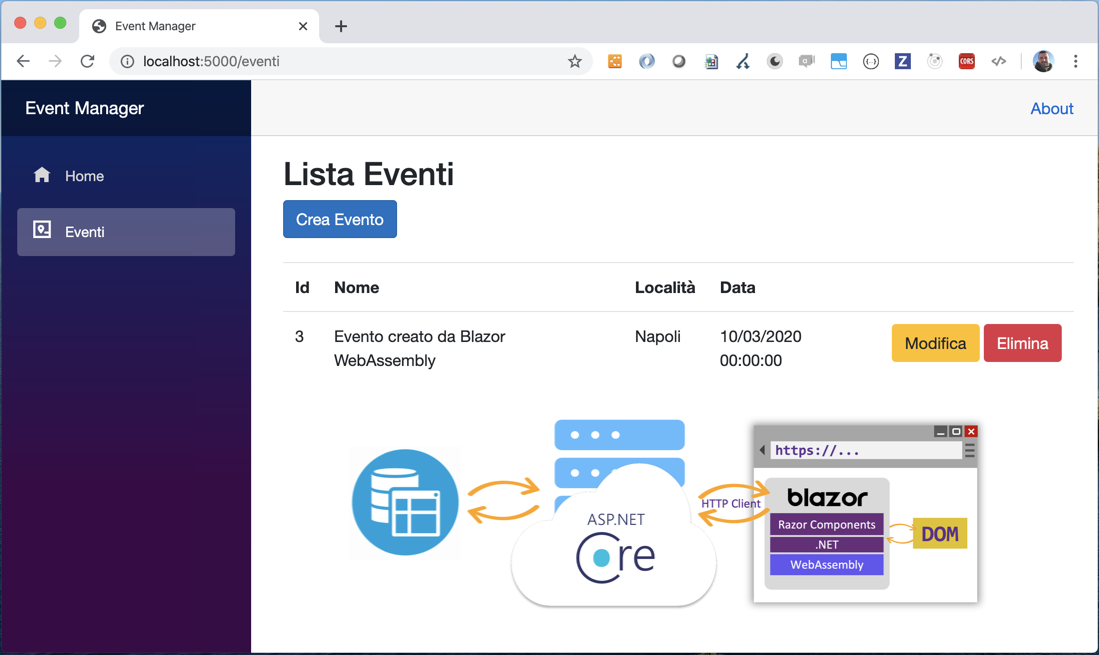 Event Manager
localhost:5000/eventi
Z
CORS
Event Manager
About
Home
Eventi
Lista Eventi
Crea Evento
Id Nome Località Data
3 Evento creato da Blazor Napoli 10/03/2020 Modifica Elimina
WebAssembly 00:00:00
https://...
HTTP Client
blazor
ASP.NET
Core
Razor Components
.NET
WebAssembly
DOM